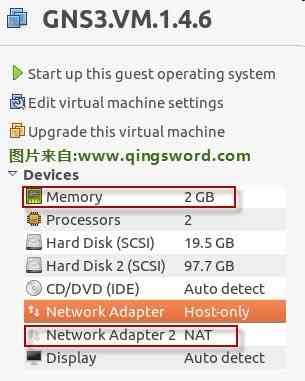 GNS3.VM.1.4.6
Start up this guest operating system
Edit virtual machine settings
Upgrade this virtual machine
图片来自:www.qingsword.com
Devices
Memory 2 GB
Processors 2
Hard Disk (SCSI) 19.5 GB
Hard Disk 2 (SCSI) 97.7 GB
CD/DVD (IDE) Auto detect
Network Adapter Host-only
Network Adapter 2 NAT
Display Auto detect